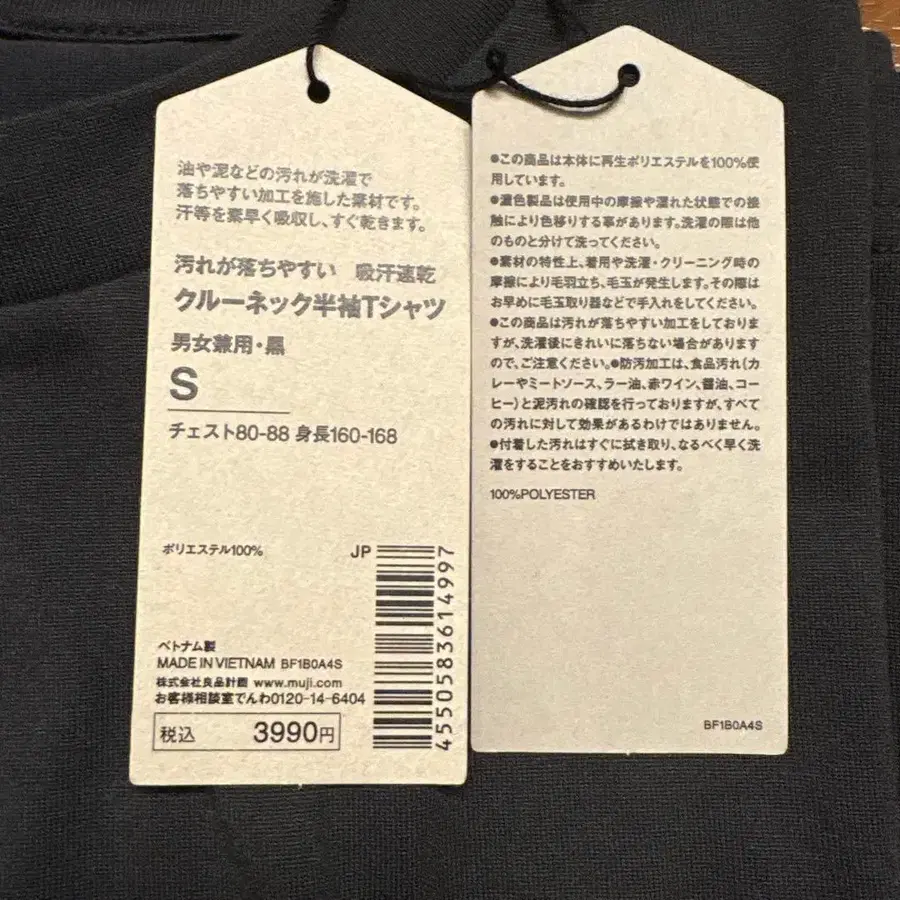 油や泥などの汚れが洗濯で
落ちやすい加工を施した素材です。
汗等を素早く吸収し、すぐ乾きます。
汚れが落ちやすい 吸汗速乾
クルーネック半袖Tシャツ
男女兼用・黒
S
チェスト80-88 身長160-168
ポリエステル100%
JP
4550583614997
ベトナム製
MADE IN VIETNAM BF1B0A4S
株式会社良品計画 www.muji.com
お客様相談室でんわ0120-14-6404
税込 3990円
●この商品は本体に再生ポリエステルを100%使
用しています。
●濃色製品は使用中の摩擦や濡れた状態での接
触により色移りする事があります。洗濯の際は他
のものと分けて洗ってください。
●素材の特性上、着用や洗濯・クリーニング時の
摩擦により毛羽立ち、毛玉が発生します。その際は
お早めに毛玉取り器などで手入れをしてください。
●この商品は汚れが落ちやすい加工をしておりま
すが、洗濯後にきれいに落ちない場合があります
ので、ご注意ください。●防汚加工は、食品汚れ(カ
レーやミートソース、ラー油、赤ワイン、醤油、コー
ヒー)と泥汚れの確認を行っておりますが、すべて
の汚れに対して効果があるわけではありません。
●付着した汚れはすぐに拭き取り、なるべく早く洗
濯をすることをおすすめいたします。
100%POLYESTER
BF1B0A4S